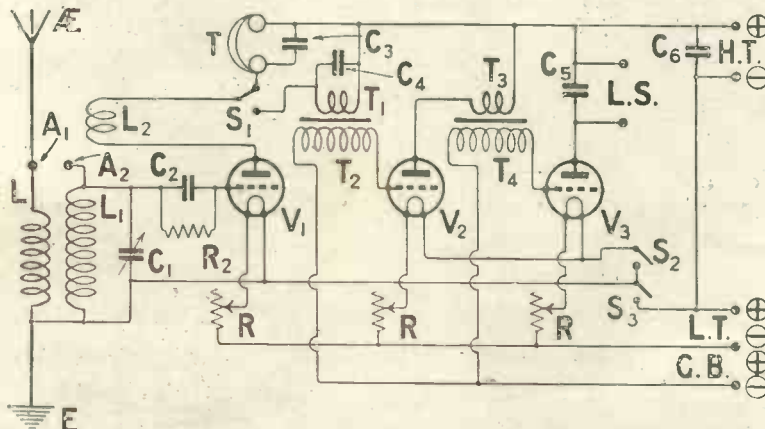 Æ
T
C3
C4
C6
H.T.
⊕
⊖
L2
S1
T1
T3
C5
L.S.
A1
A2
C2
T2
T4
L
L1
V1
V2
V3
C1
R2
S2
S3
R
R
R
L.T.
⊕
⊖
G.B.
⊕
⊖
E